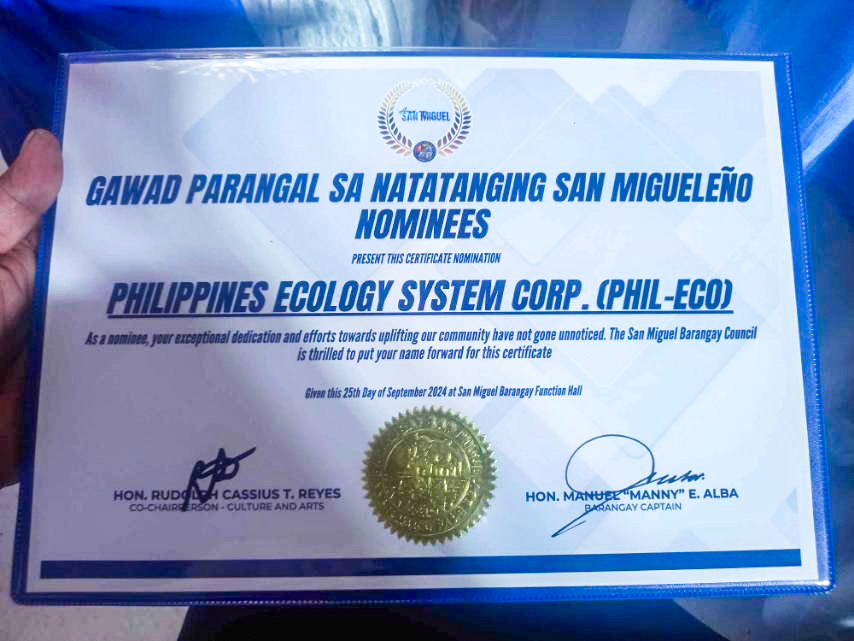 SAN MIGUEL
GAWAD PARANGAL SA NATATANGING SAN MIGUELEÑO
NOMINEES
PRESENT THIS CERTIFICATE NOMINATION
PHILIPPINES ECOLOGY SYSTEM CORP. (PHIL-ECO)
As a nominee, your exceptional dedication and efforts towards uplifting our community have not gone unnoticed. The San Miguel Barangay Council
is thrilled to put your name forward for this certificate
Given this 25th Day of September 2024 at San Miguel Barangay Function Hall
HON. RUDOLPH CASSIUS T. REYES
CO-CHAIRPERSON - CULTURE AND ARTS
HON. MANUEL "MANNY" E. ALBA
BARANGAY CAPTAIN